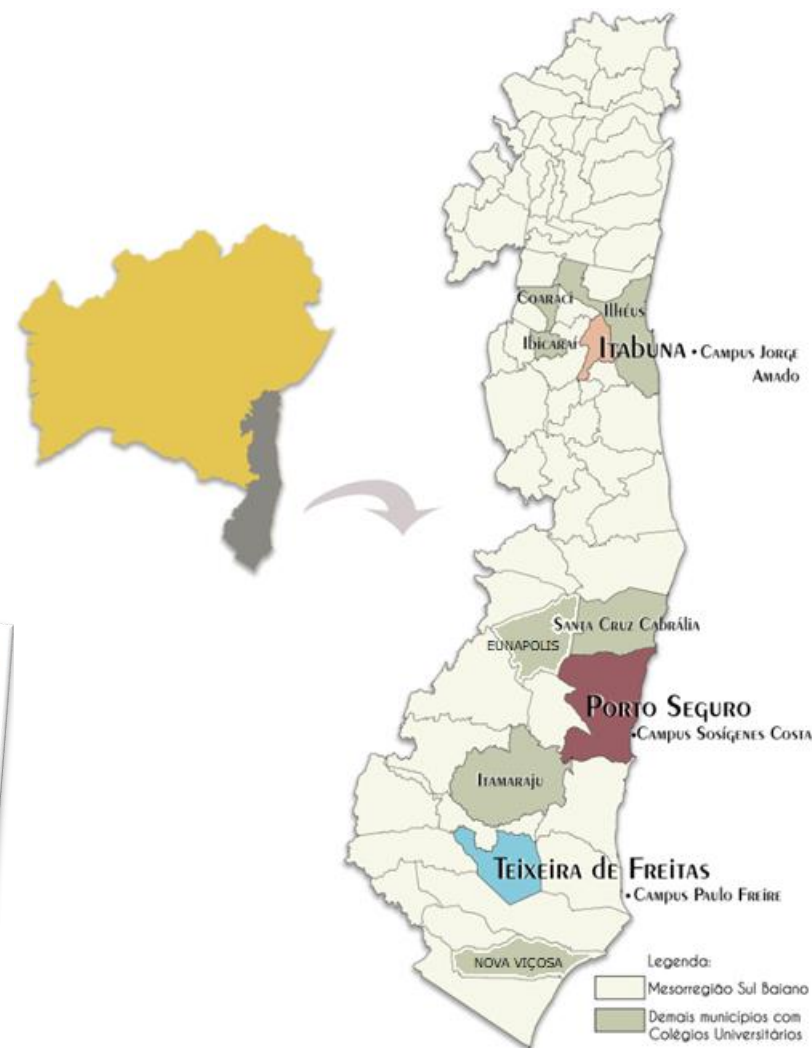 Coaraci
Ilhéus
Ibicaraí
Itabuna • Campus Jorge
Amado
Santa Cruz Cabrália
EUNAPOLIS
Porto Seguro
• Campus Sosígenes Costa
Itamaraju
Teixeira de Freitas
• Campus Paulo Freire
NOVA VIÇOSA
Legenda:
Mesorregião Sul Baiano
Demais municípios com
Colégios Universitários